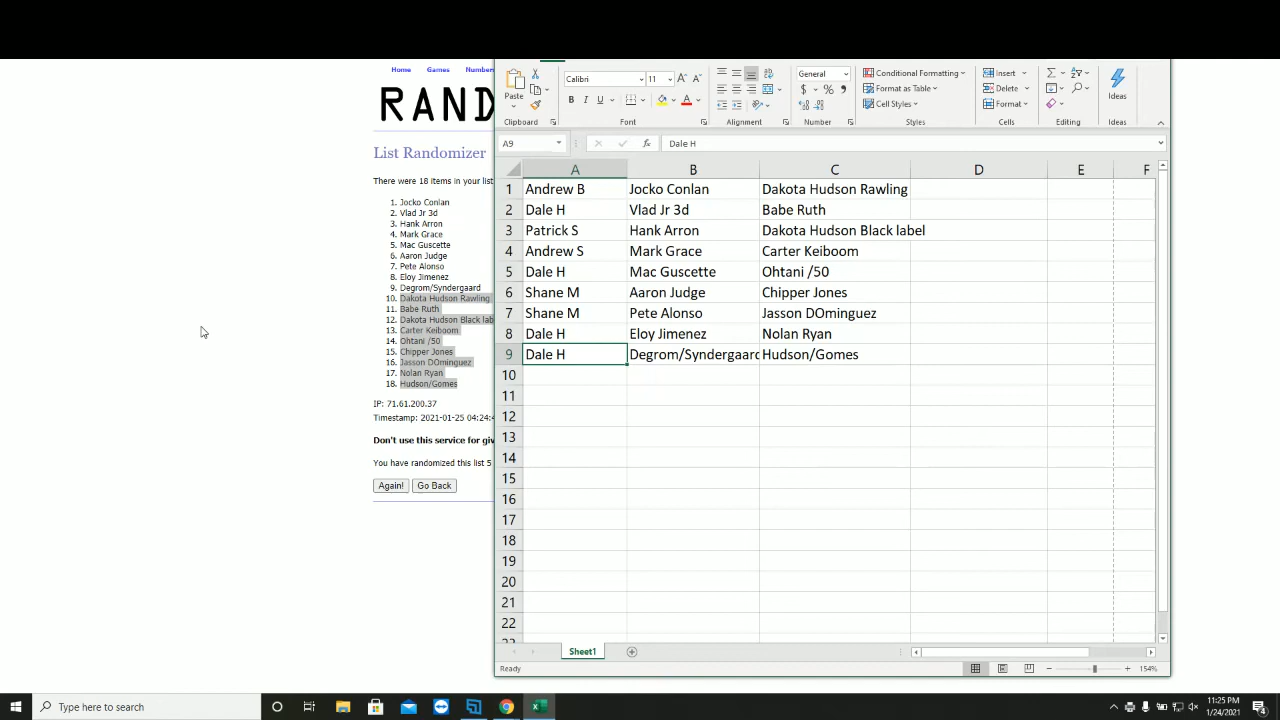 Home Games Numbers
RAND
List Randomizer
There were 18 items in your list
1. Jocko Conlan
2. Vlad Jr 3d
3. Hank Arron
4. Mark Grace
5. Mac Guscette
6. Aaron Judge
7. Pete Alonso
8. Eloy Jimenez
9. Degrom/Syndergaard
10. Dakota Hudson Rawling
11. Babe Ruth
12. Dakota Hudson Black lab
13. Carter Keiboom
14. Ohtani /50
15. Chipper Jones
16. Jasson DOminguez
17. Nolan Ryan
18. Hudson/Gomes
IP: 71.61.200.37
Timestamp: 2021-01-25 04:24:4
Don't use this service for giv
You have randomized this list 5
Again! Go Back
Paste
Clipboard
Calibri 11 A A
B I U A
Font
Alignment
General
$ % 9
Number
Conditional Formatting
Format as Table
Cell Styles
Styles
Insert
Delete
Format
Cells
Editing
Ideas
Ideas
A9 fx Dale H
A B C D E F
1 Andrew B Jocko Conlan Dakota Hudson Rawling
2 Dale H Vlad Jr 3d Babe Ruth
3 Patrick S Hank Arron Dakota Hudson Black label
4 Andrew S Mark Grace Carter Keiboom
5 Dale H Mac Guscette Ohtani /50
6 Shane M Aaron Judge Chipper Jones
7 Shane M Pete Alonso Jasson DOminguez
8 Dale H Eloy Jimenez Nolan Ryan
9 Dale H Degrom/Syndergaard Hudson/Gomes
10
11
12
13
14
15
16
17
18
19
20
21
22
23
Sheet1
Ready 154%
Type here to search
11:25 PM
1/24/2021
4